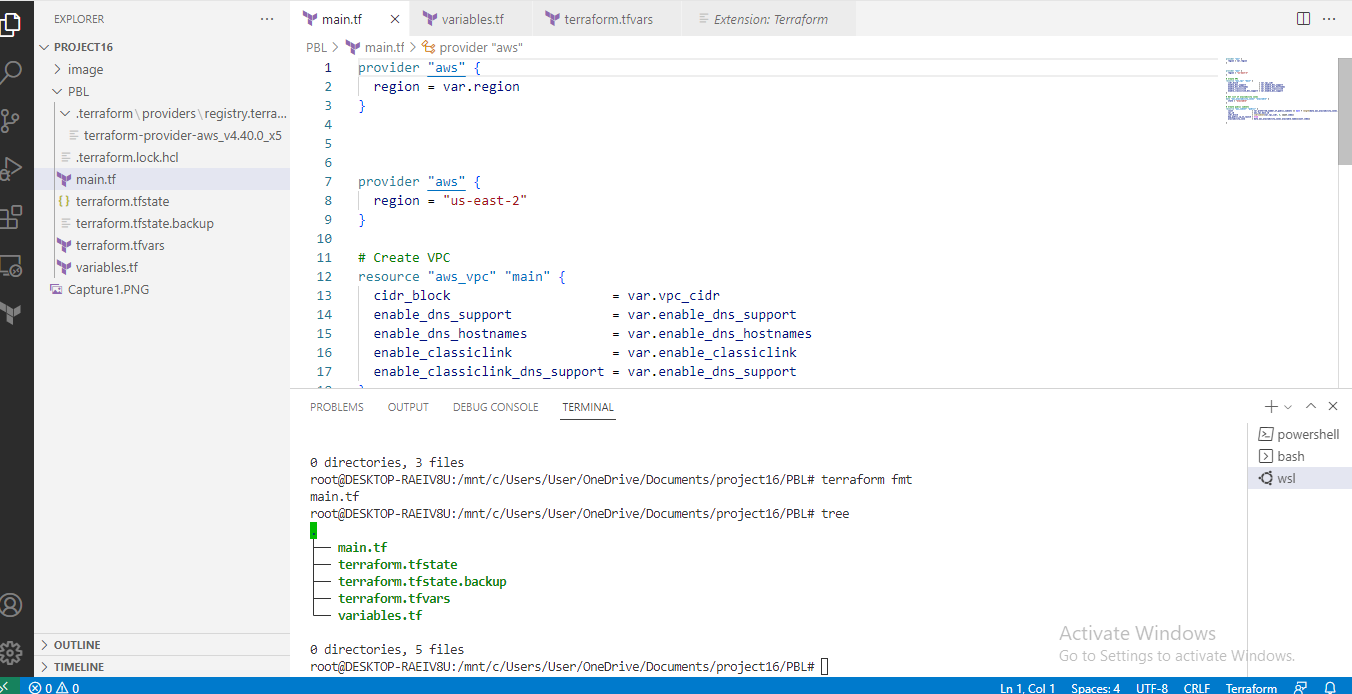 EXPLORER
PROJECT16
image
PBL
.terraform\providers\registry.terra...
terraform-provider-aws_v4.40.0_x5
.terraform.lock.hcl
main.tf
terraform.tfstate
terraform.tfstate.backup
terraform.tfvars
variables.tf
Capture1.PNG
OUTLINE
TIMELINE
main.tf
variables.tf
terraform.tfvars
Extension: Terraform
PBL > main.tf > provider "aws"
1 provider "aws" {
2 region = var.region
3 }
4
5
6
7 provider "aws" {
8 region = "us-east-2"
9 }
10
11 # Create VPC
12 resource "aws_vpc" "main" {
13 cidr_block = var.vpc_cidr
14 enable_dns_support = var.enable_dns_support
15 enable_dns_hostnames = var.enable_dns_hostnames
16 enable_classiclink = var.enable_classiclink
17 enable_classiclink_dns_support = var.enable_dns_support
PROBLEMS OUTPUT DEBUG CONSOLE TERMINAL
0 directories, 3 files
root@DESKTOP-RAEIV8U:/mnt/c/Users/User/OneDrive/Documents/project16/PBL# terraform fmt
main.tf
root@DESKTOP-RAEIV8U:/mnt/c/Users/User/OneDrive/Documents/project16/PBL# tree
.
├── main.tf
├── terraform.tfstate
├── terraform.tfstate.backup
├── terraform.tfvars
└── variables.tf
0 directories, 5 files
root@DESKTOP-RAEIV8U:/mnt/c/Users/User/OneDrive/Documents/project16/PBL#
powershell
bash
wsl
Activate Windows
Go to Settings to activate Windows.
0 0
Ln 1, Col 1 Spaces: 4 UTF-8 CRLF Terraform